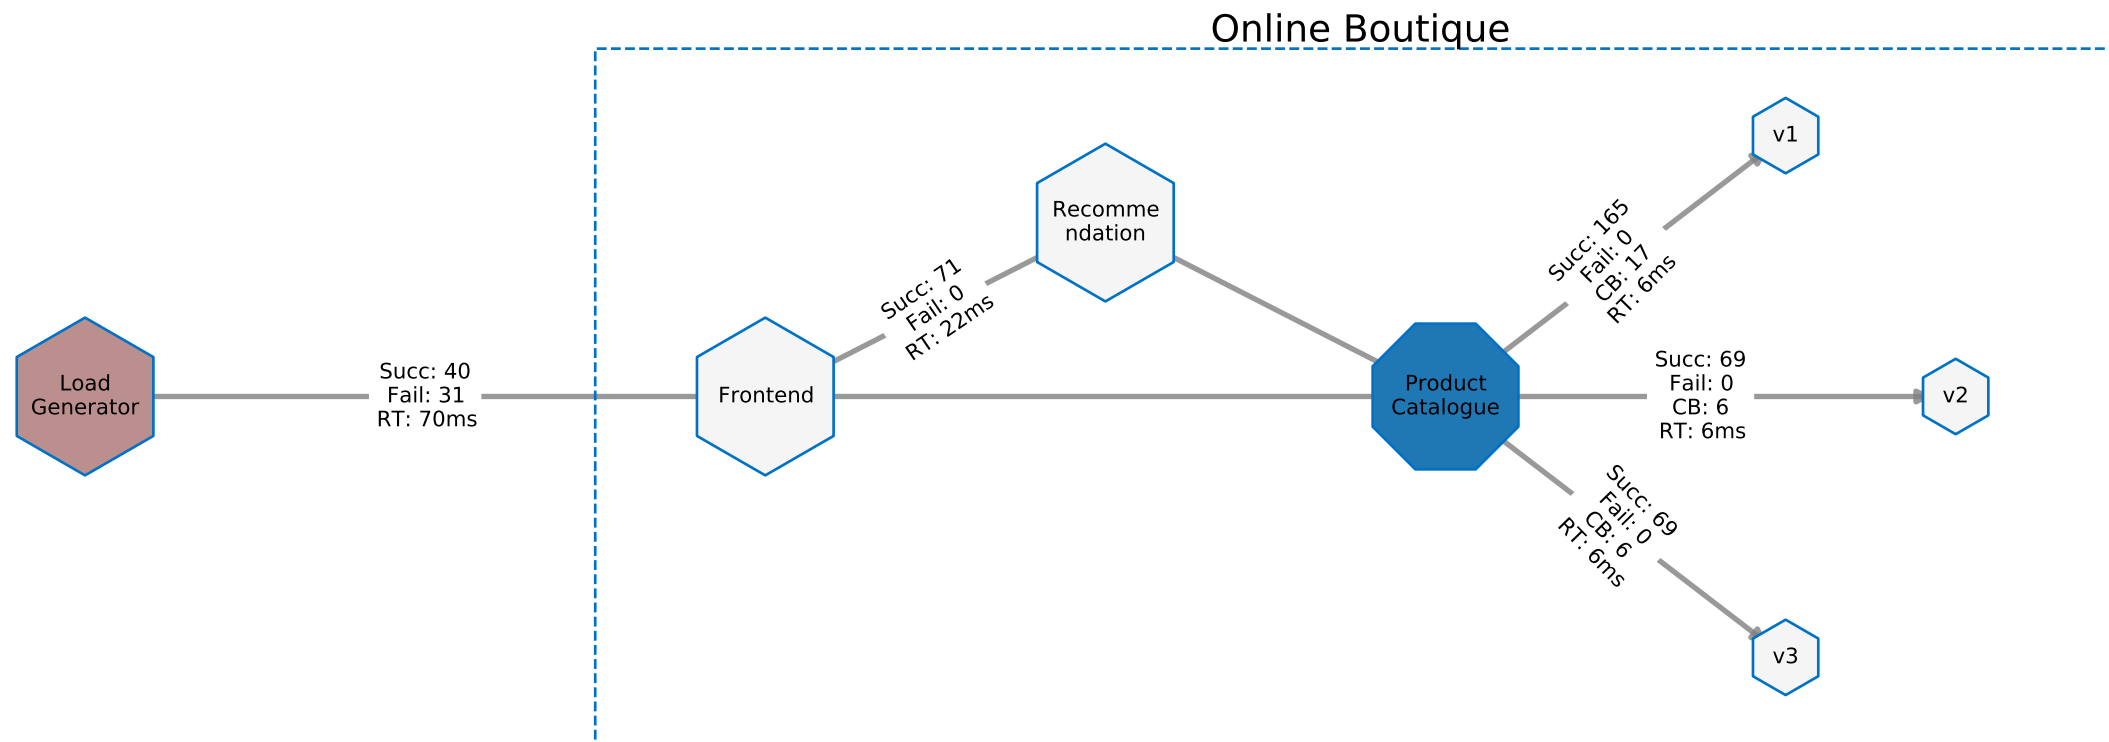 Online Boutique
Load
Generator
Succ: 40
Fail: 31
RT: 70ms
Frontend
Succ: 71
Fail: 0
RT: 22ms
Recomme
ndation
Product
Catalogue
Succ: 165
Fail: 0
CB: 17
RT: 6ms
v1
Succ: 69
Fail: 0
CB: 6
RT: 6ms
v2
Succ: 69
Fail: 0
CB: 6
RT: 6ms
v3